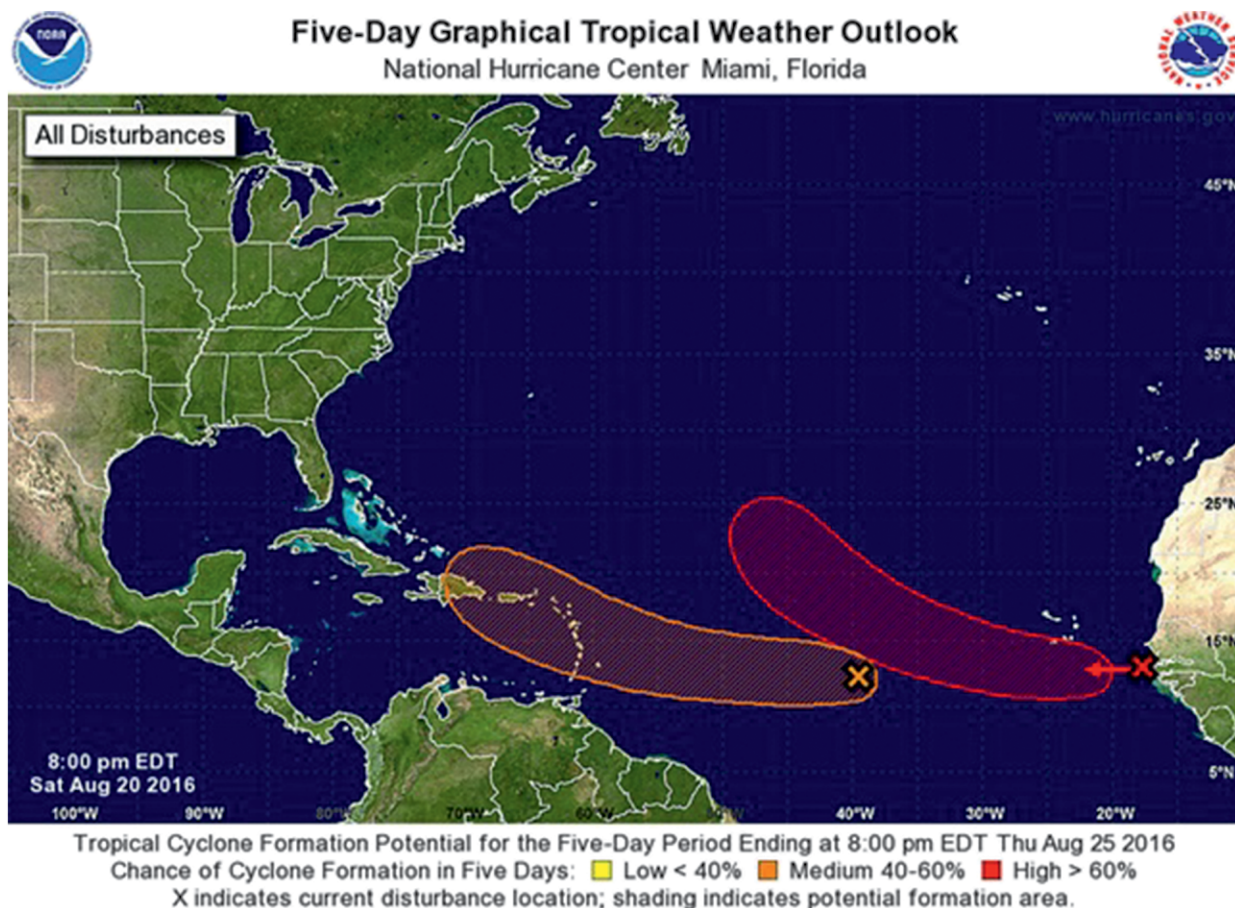 Five-Day Graphical Tropical Weather Outlook
National Hurricane Center Miami, Florida
NOAA
NATIONAL WEATHER SERVICE
All Disturbances
www.hurricanes.gov
45°N
35°N
25°N
15°N
5°N
8:00 pm EDT
Sat Aug 20 2016
100°W 90°W 80°W 70°W 60°W 40°W 30°W 20°W
Tropical Cyclone Formation Potential for the Five-Day Period Ending at 8:00 pm EDT Thu Aug 25 2016
Chance of Cyclone Formation in Five Days: Low < 40% Medium 40-60% High > 60%
X indicates current disturbance location; shading indicates potential formation area.